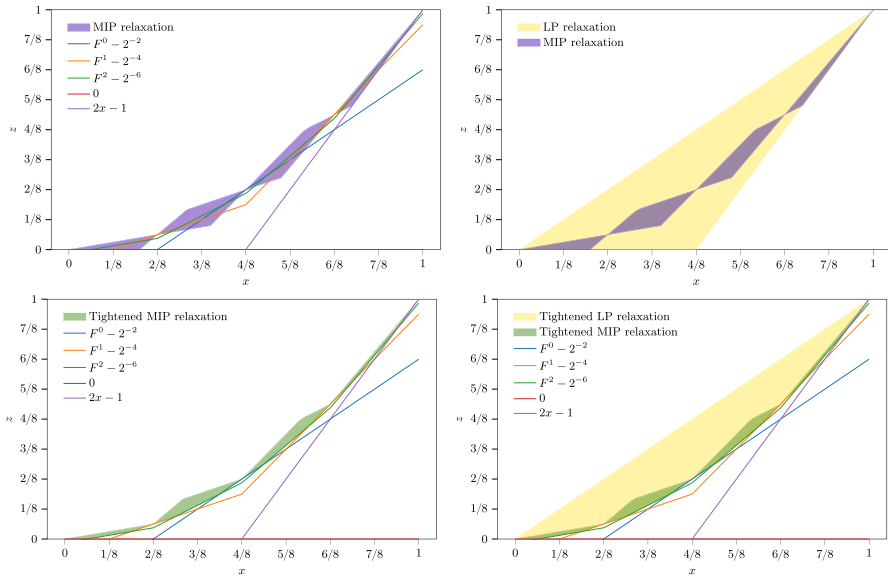 1
7/8
6/8
5/8
4/8
3/8
2/8
1/8
0
z
MIP relaxation
F^0 − 2^{−2}
F^1 − 2^{−4}
F^2 − 2^{−6}
0
2x − 1
0 1/8 2/8 3/8 4/8 5/8 6/8 7/8 1
x
1
7/8
6/8
5/8
4/8
3/8
2/8
1/8
0
z
LP relaxation
MIP relaxation
0 1/8 2/8 3/8 4/8 5/8 6/8 7/8 1
x
1
7/8
6/8
5/8
4/8
3/8
2/8
1/8
0
z
Tightened MIP relaxation
F^0 − 2^{−2}
F^1 − 2^{−4}
F^2 − 2^{−6}
0
2x − 1
0 1/8 2/8 3/8 4/8 5/8 6/8 7/8 1
x
1
7/8
6/8
5/8
4/8
3/8
2/8
1/8
0
z
Tightened LP relaxation
Tightened MIP relaxation
F^0 − 2^{−2}
F^1 − 2^{−4}
F^2 − 2^{−6}
0
2x − 1
0 1/8 2/8 3/8 4/8 5/8 6/8 7/8 1
x